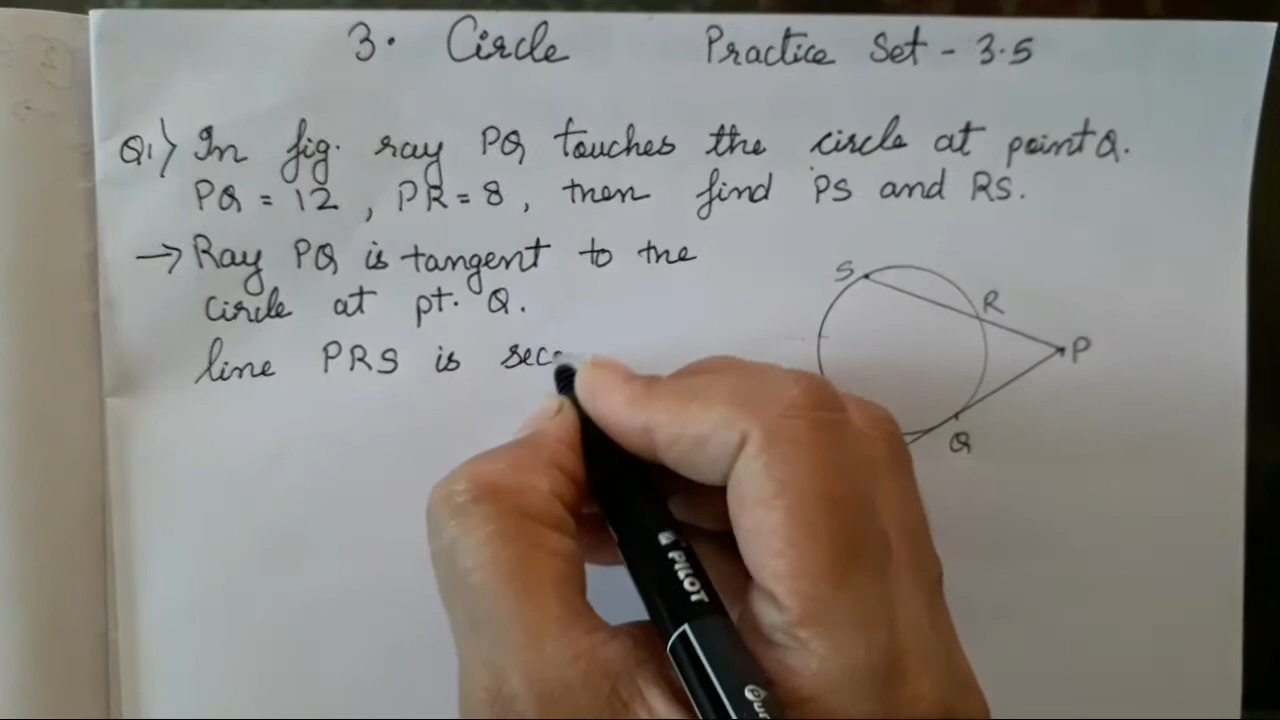 3. Circle Practice Set - 3.5
Q1) In fig. ray PQ touches the circle at point Q.
PQ = 12, PR = 8, then find PS and RS.
→ Ray PQ is tangent to the
circle at pt. Q.
line PRS is sec
S
R
P
Q
PILOT